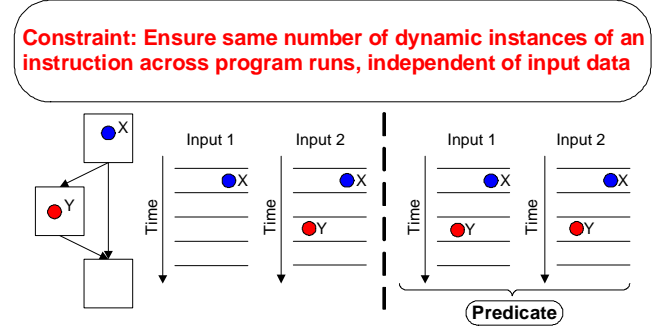 Constraint: Ensure same number of dynamic instances of an
instruction across program runs, independent of input data
X
Y
Input 1
Input 2
Time
X
Time
X
Y
Input 1
Input 2
Time
X
Y
Time
X
Y
Predicate